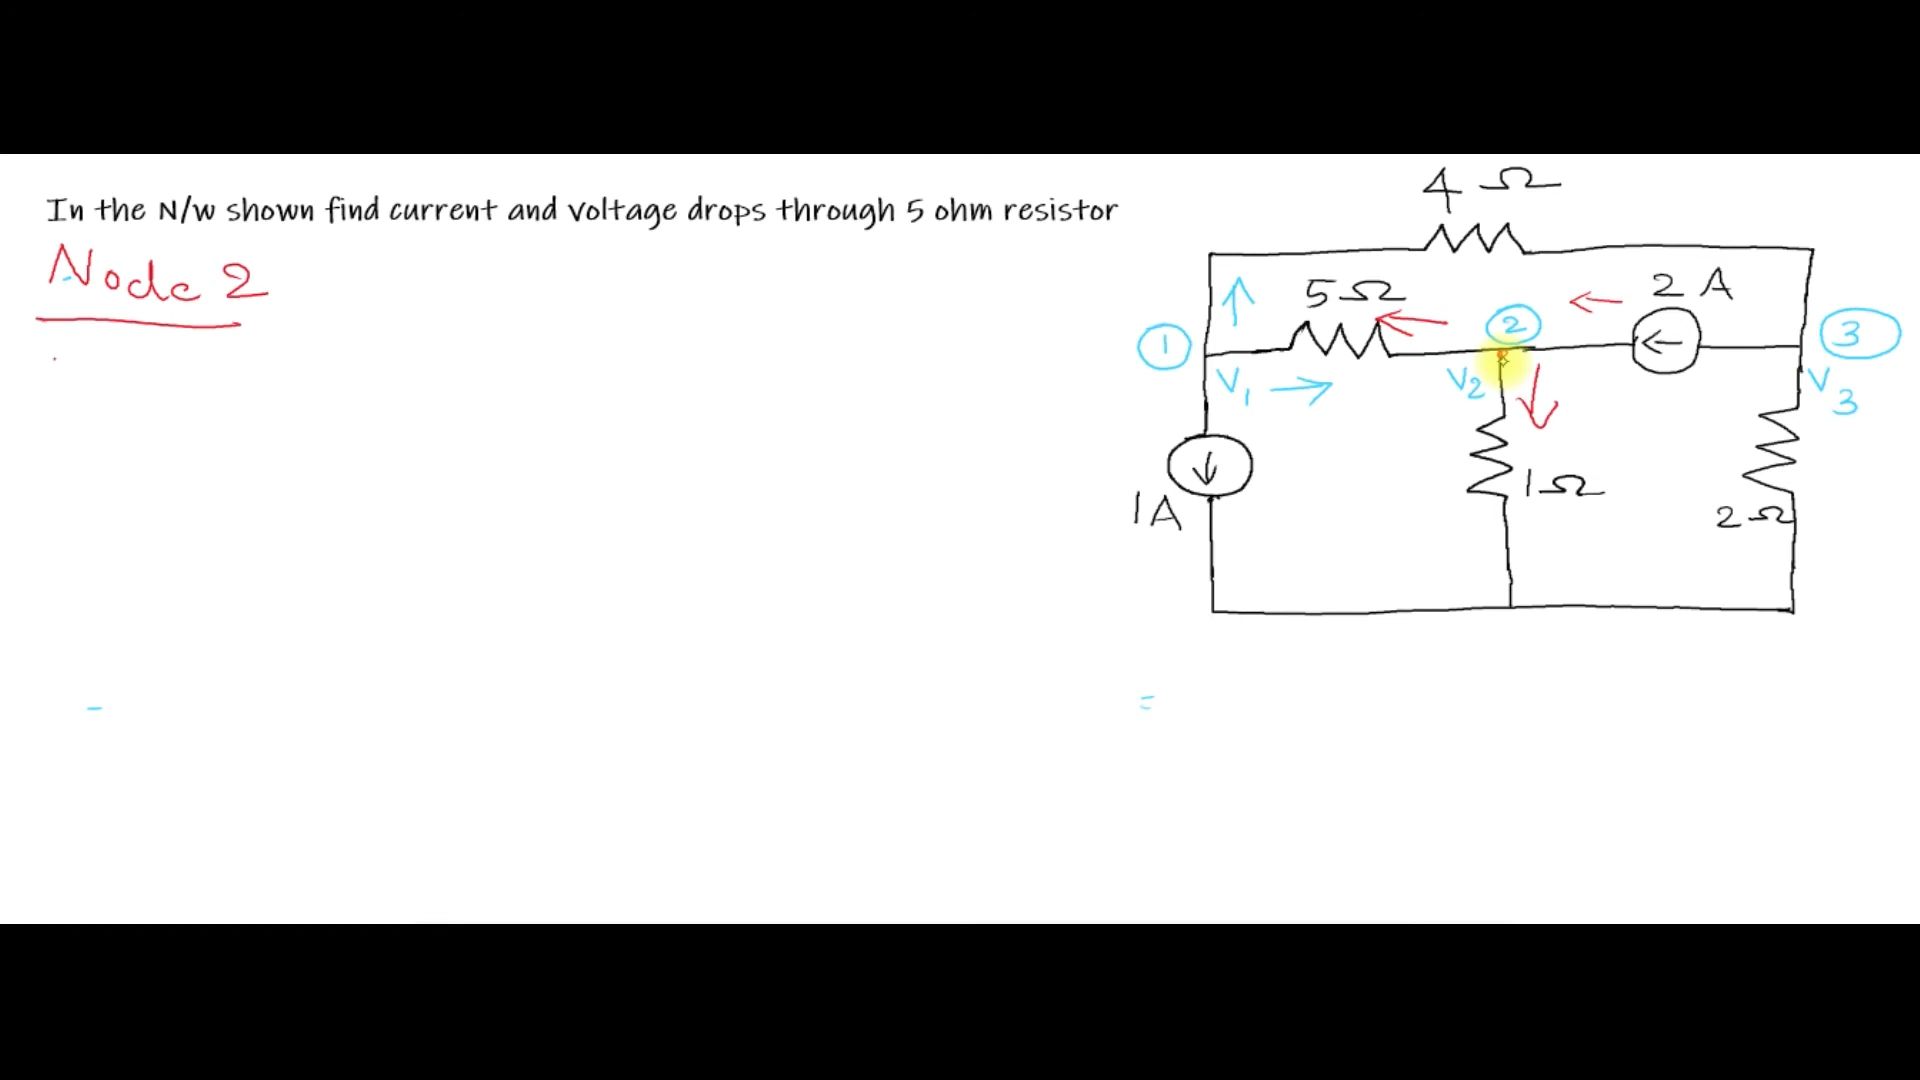 In the N/w shown find current and voltage drops through 5 ohm resistor
Node 2
4 Ω
5 Ω
2 A
1
2
3
V1
V2
V3
1A
1Ω
2Ω
=